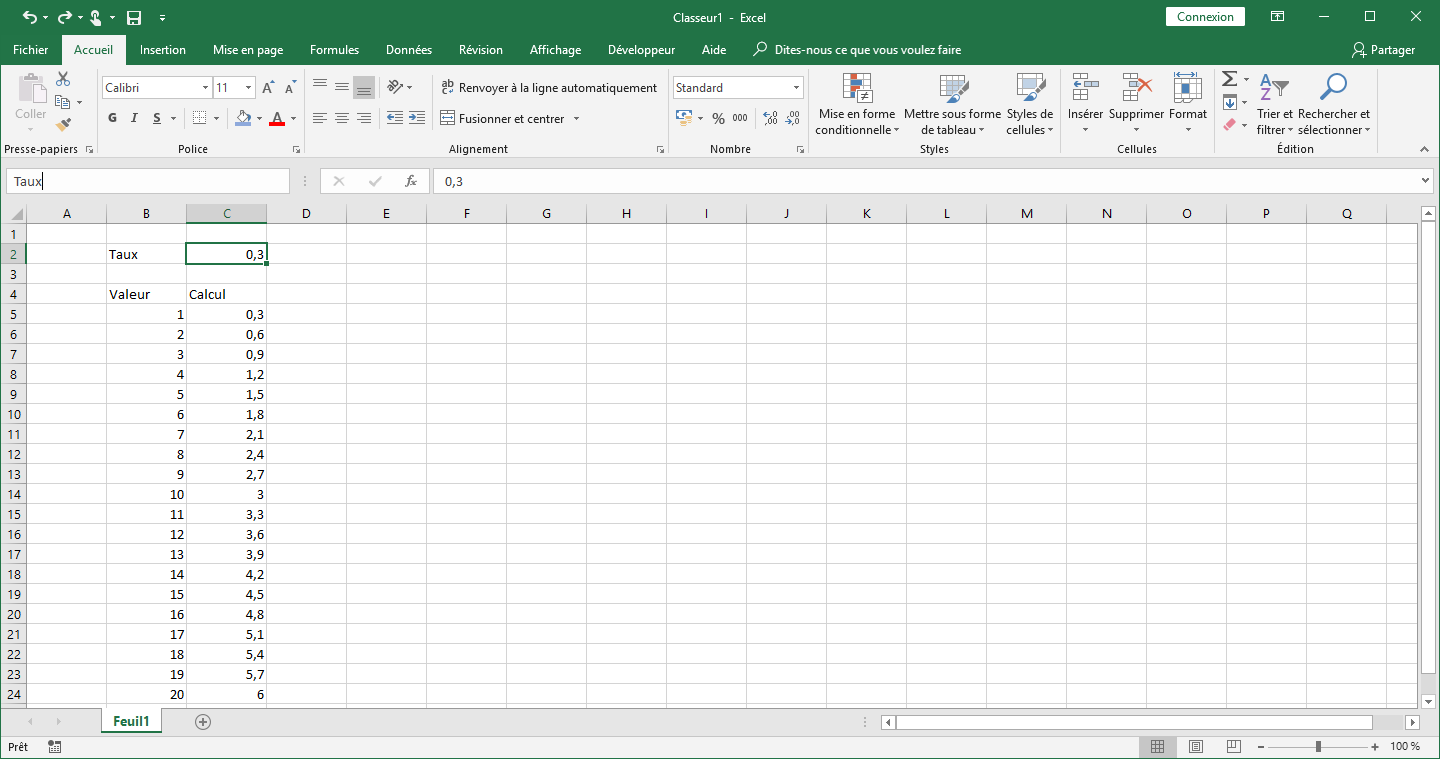 Classeur1 - Excel
Connexion
Fichier Accueil Insertion Mise en page Formules Données Révision Affichage Développeur Aide Dites-nous ce que vous voulez faire Partager
Coller
Presse-papiers
Calibri 11 A A
G I S A
Police
ab Renvoyer à la ligne automatiquement
Fusionner et centrer
Alignement
Standard
% 000 ,00 ,00
Nombre
Mise en forme conditionnelle
Mettre sous forme de tableau
Styles de cellules
Styles
Insérer Supprimer Format
Cellules
Trier et filtrer
Rechercher et sélectionner
Édition
Taux fx 0,3
A B C D E F G H I J K L M N O P Q
1
2 Taux 0,3
3
4 Valeur Calcul
5 1 0,3
6 2 0,6
7 3 0,9
8 4 1,2
9 5 1,5
10 6 1,8
11 7 2,1
12 8 2,4
13 9 2,7
14 10 3
15 11 3,3
16 12 3,6
17 13 3,9
18 14 4,2
19 15 4,5
20 16 4,8
21 17 5,1
22 18 5,4
23 19 5,7
24 20 6
Feuil1
Prêt 100 %